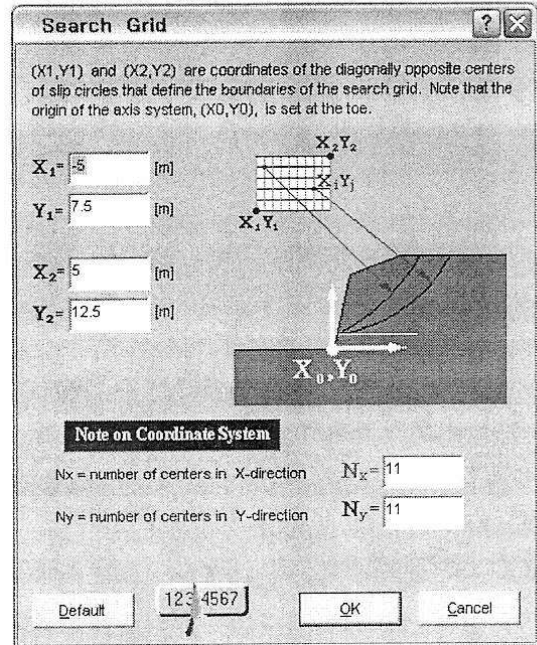 Search Grid
(X1,Y1) and (X2,Y2) are coordinates of the diagonally opposite centers
of slip circles that define the boundaries of the search grid. Note that the
origin of the axis system, (X0,Y0), is set at the toe.
X₂Y₂
X₁= -5 [m]
XᵢYⱼ
Y₁= 7.5 [m]
X₁Y₁
X₂= 5 [m]
Y₂= 12.5 [m]
X₀,Y₀
Note on Coordinate System
Nx = number of centers in X-direction Nₓ= 11
Ny = number of centers in Y-direction Nᵧ= 11
Default
123 4567
OK
Cancel